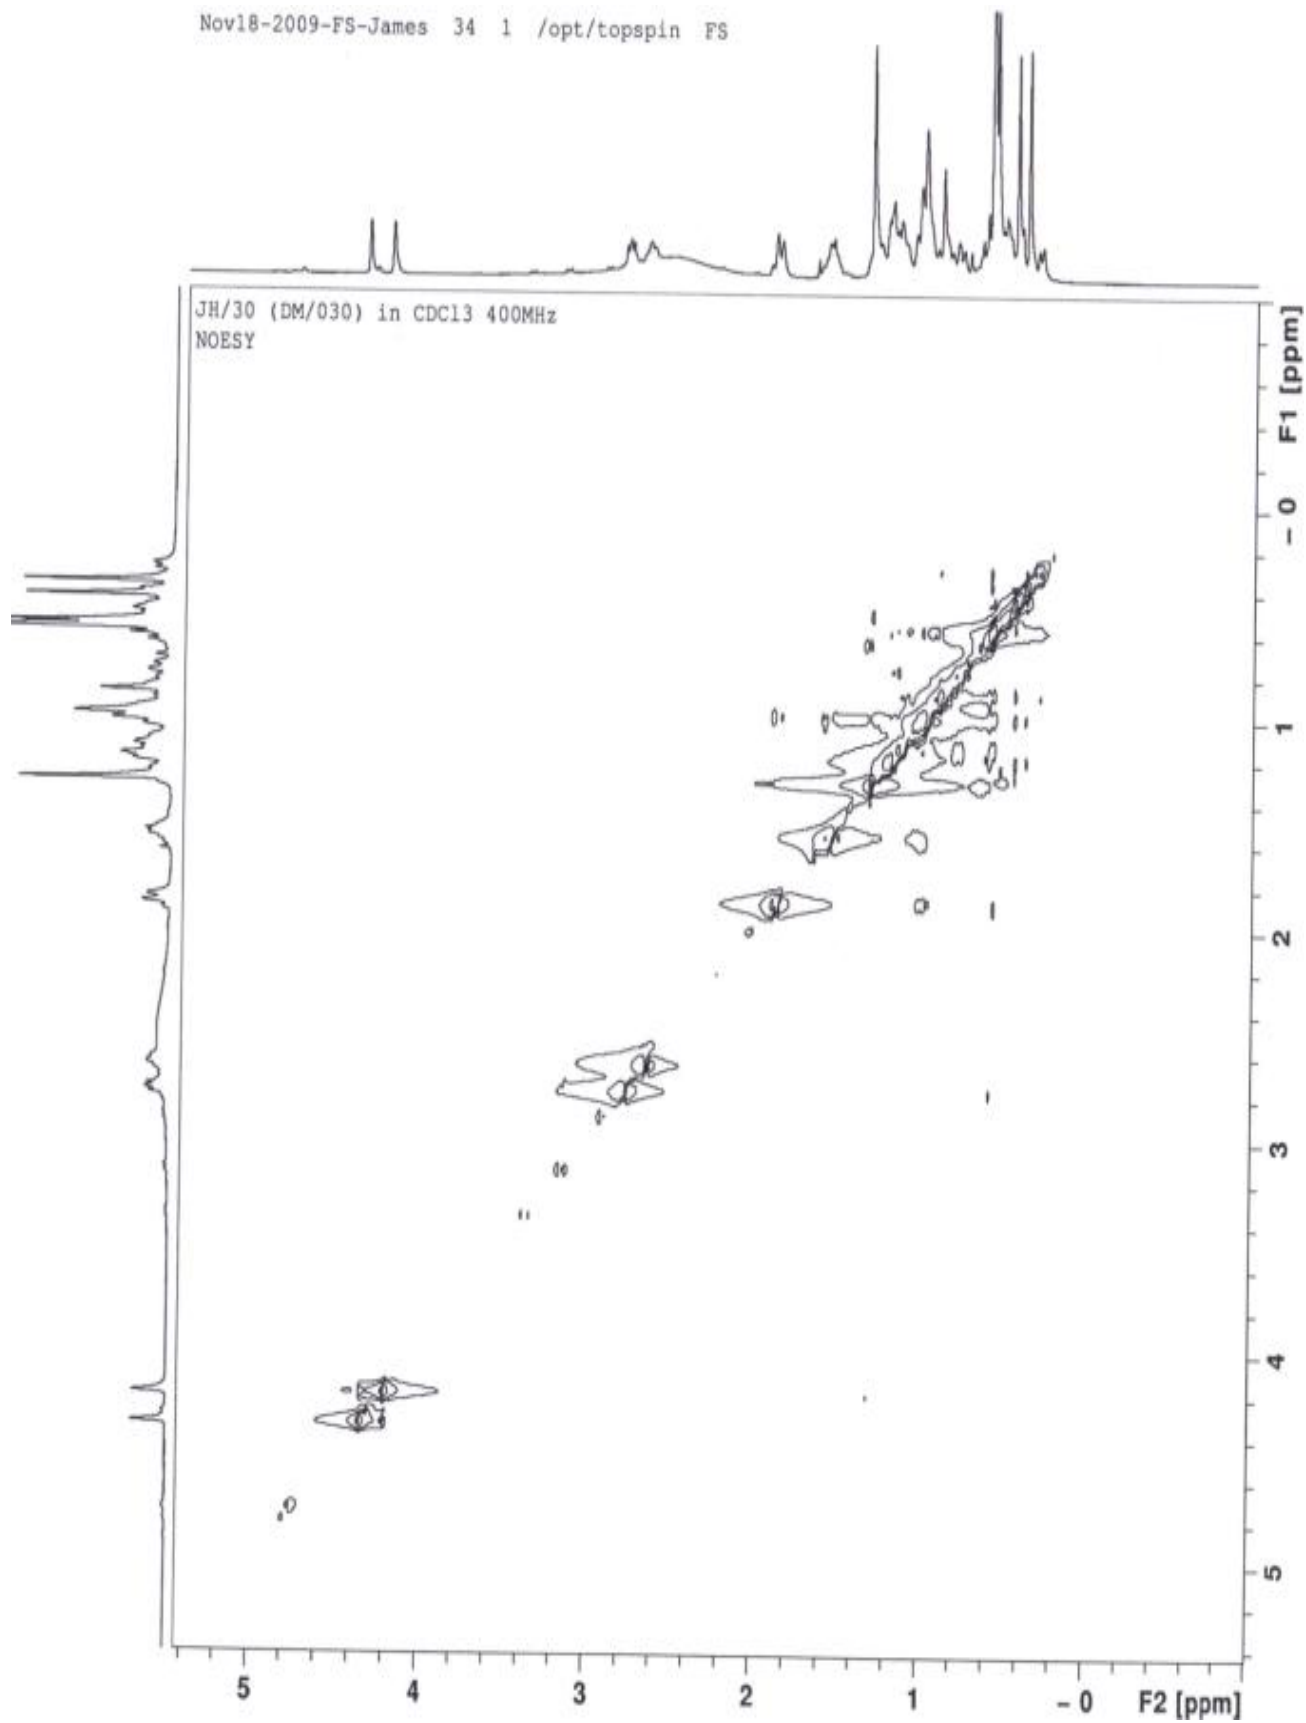 Nov18-2009-FS-James 34 1 /opt/topspin FS
JH/30 (DM/030) in CDCl3 400MHz
NOESY
F1 [ppm]
0
1
2
3
4
5
5
4
3
2
1
0
F2 [ppm]